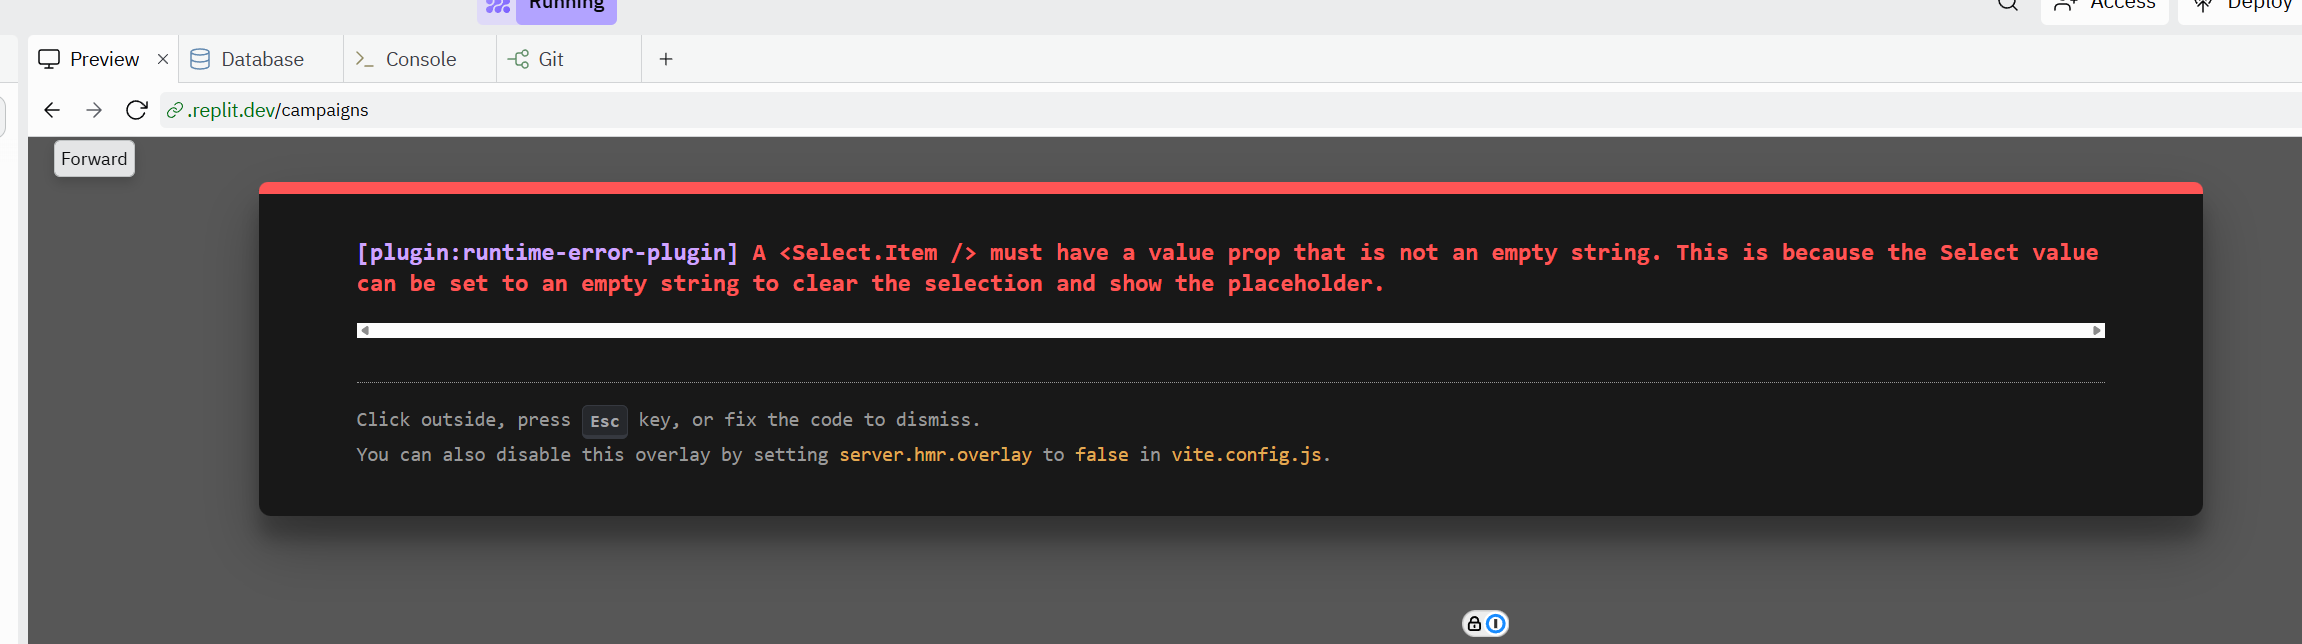 Running
Access
Deploy
Preview
Database
Console
Git
.replit.dev/campaigns
Forward
[plugin:runtime-error-plugin] A <Select.Item /> must have a value prop that is not an empty string. This is because the Select value
can be set to an empty string to clear the selection and show the placeholder.
Click outside, press Esc key, or fix the code to dismiss.
You can also disable this overlay by setting server.hmr.overlay to false in vite.config.js.